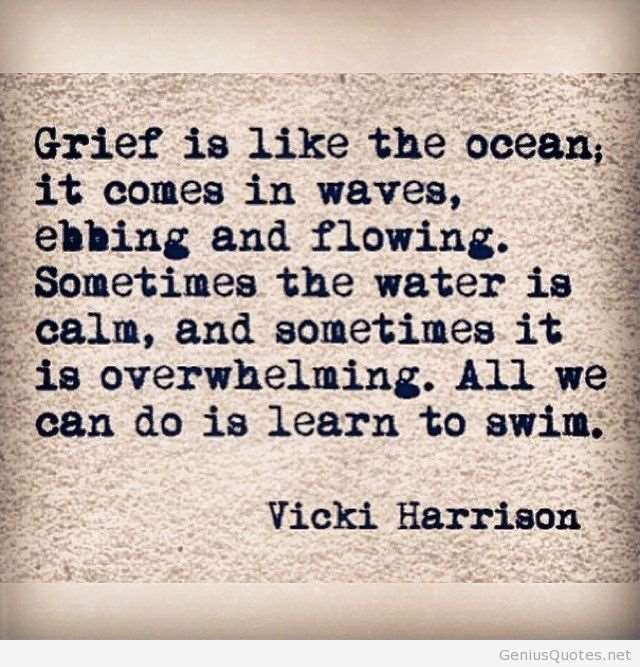 Grief is like the ocean;
it comes in waves,
ebbing and flowing.
Sometimes the water is
calm, and sometimes it
is overwhelming. All we
can do is learn to swim.
Vicki Harrison
GeniusQuotes.net